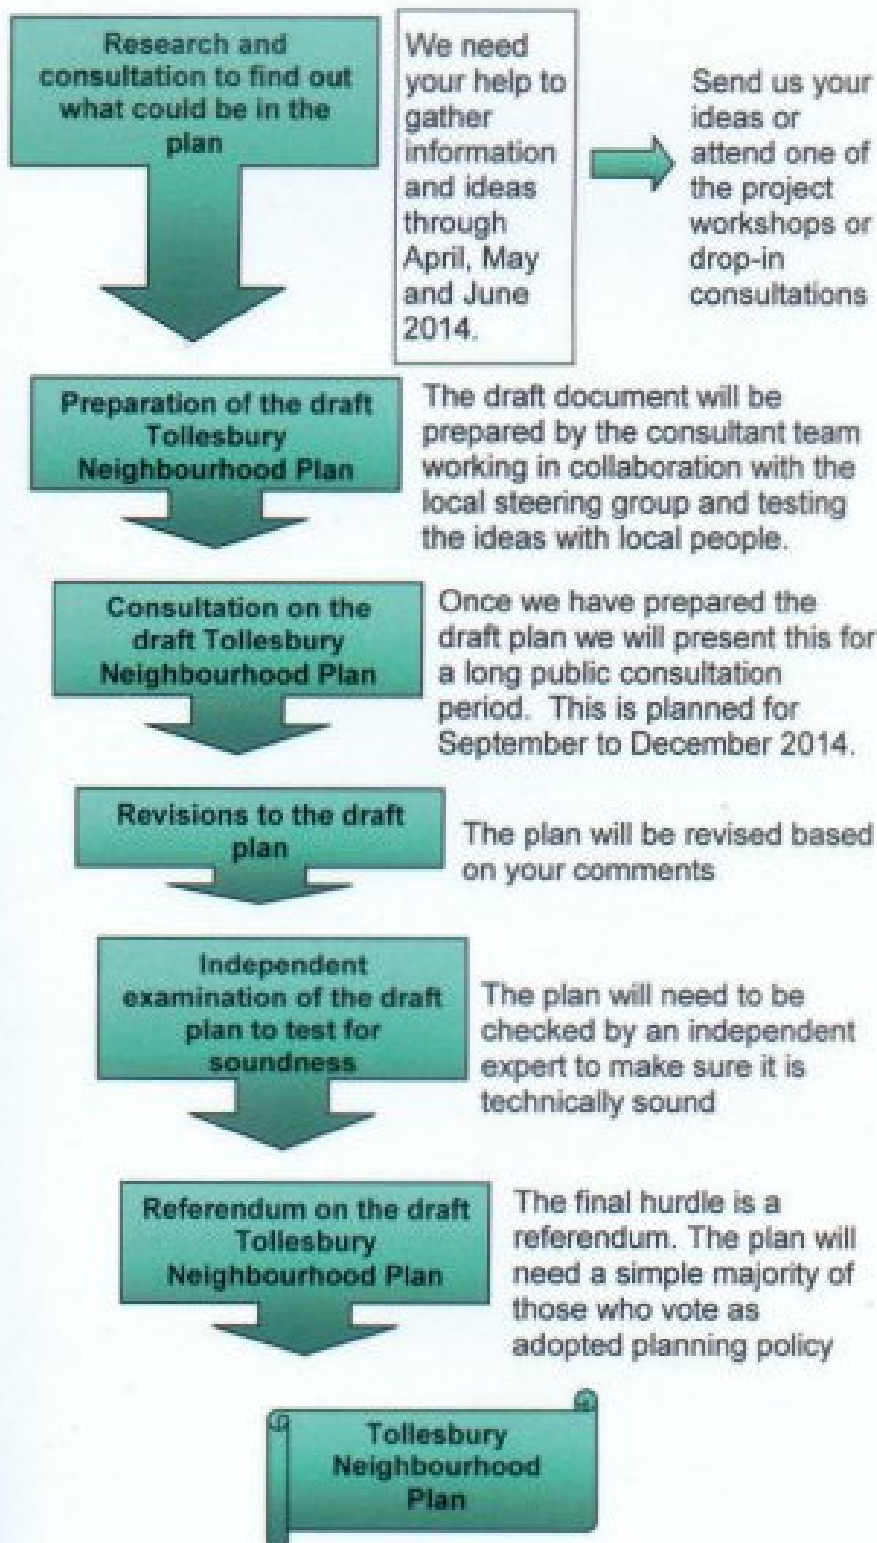 Research and
consultation to find out
what could be in the
plan
We need
your help to
gather
information
and ideas
through
April, May
and June
2014.
Send us your
ideas or
attend one of
the project
workshops or
drop-in
consultations
Preparation of the draft
Tollesbury
Neighbourhood Plan
The draft document will be
prepared by the consultant team
working in collaboration with the
local steering group and testing
the ideas with local people.
Consultation on the
draft Tollesbury
Neighbourhood Plan
Once we have prepared the
draft plan we will present this for
a long public consultation
period. This is planned for
September to December 2014.
Revisions to the draft
plan
The plan will be revised based
on your comments
Independent
examination of the draft
plan to test for
soundness
The plan will need to be
checked by an independent
expert to make sure it is
technically sound
Referendum on the draft
Tollesbury
Neighbourhood Plan
The final hurdle is a
referendum. The plan will
need a simple majority of
those who vote as
adopted planning policy
Tollesbury
Neighbourhood
Plan